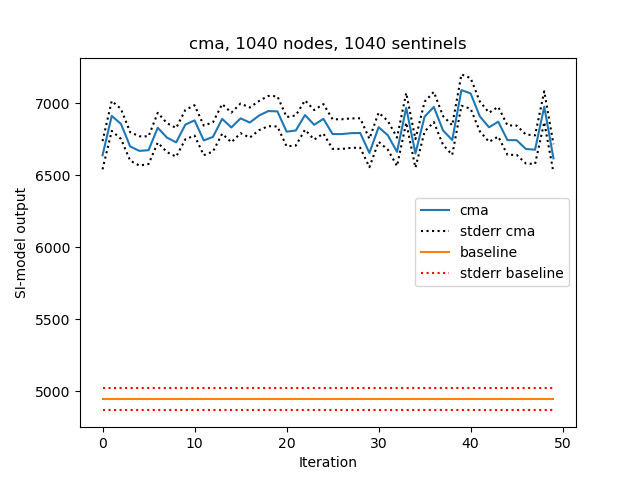 cma, 1040 nodes, 1040 sentinels
SI-model output
7000
6500
6000
5500
5000
cma
stderr cma
baseline
stderr baseline
0 10 20 30 40 50
Iteration